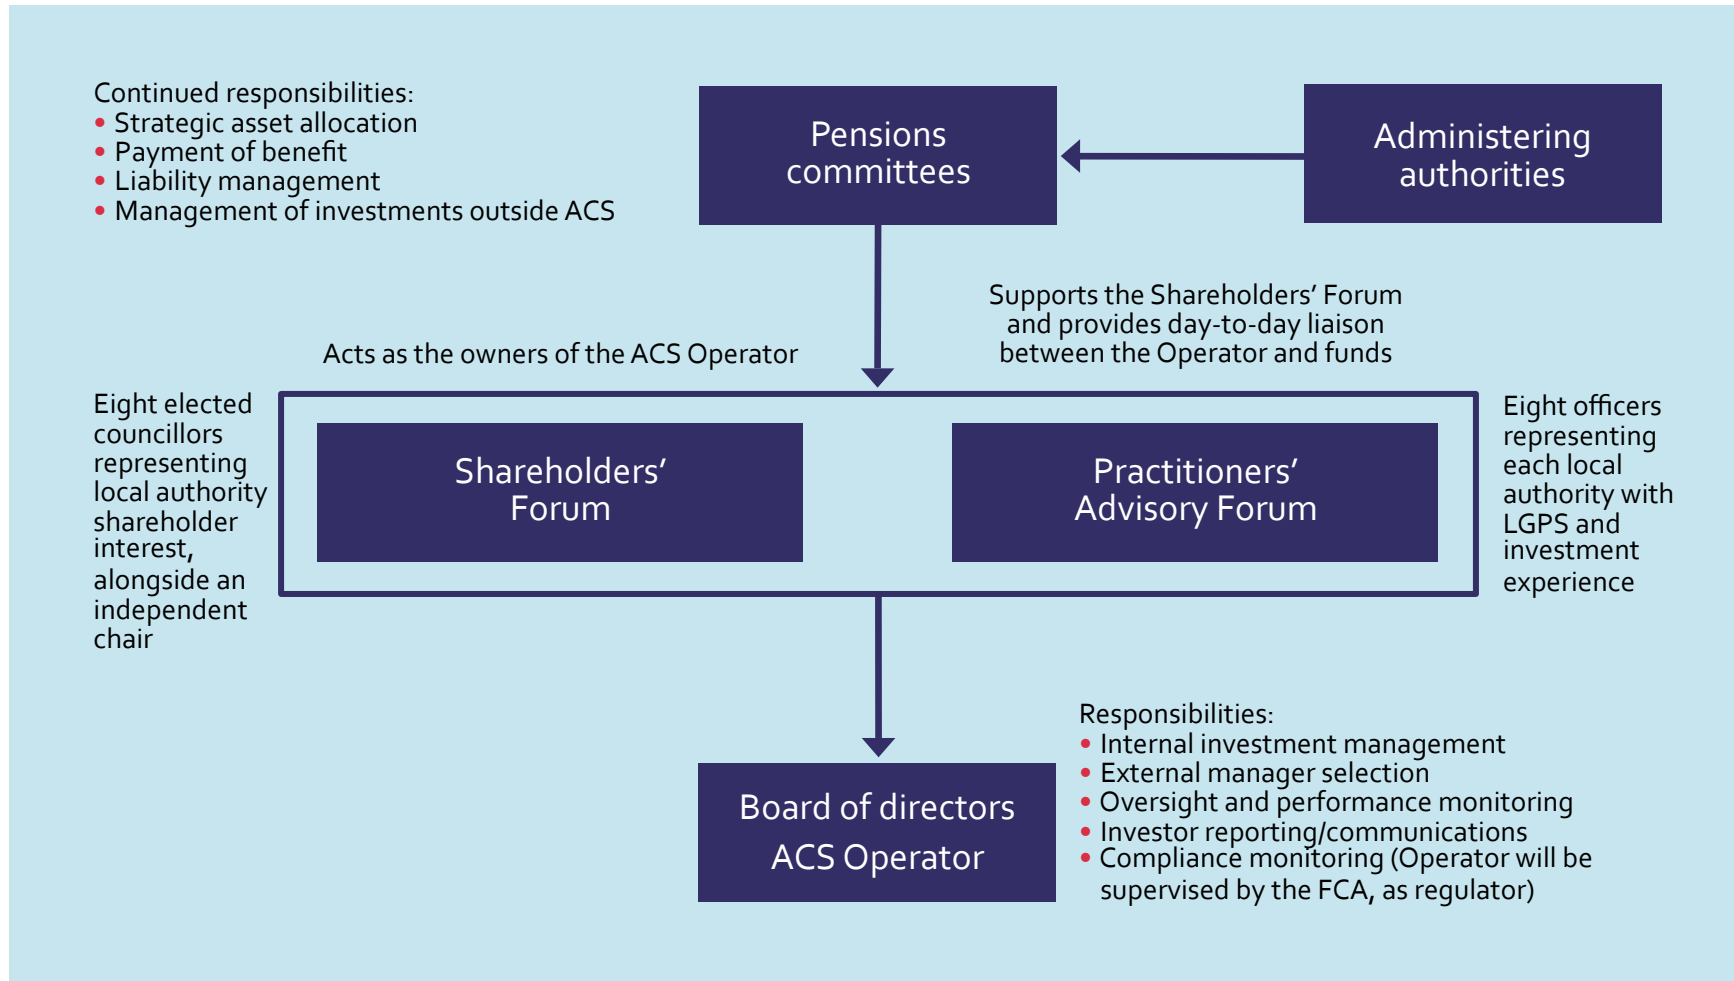 Continued responsibilities:
• Strategic asset allocation
• Payment of benefit
• Liability management
• Management of investments outside ACS
Pensions
committees
Administering
authorities
Acts as the owners of the ACS Operator
Supports the Shareholders’ Forum
and provides day-to-day liaison
between the Operator and funds
Eight elected
councillors
representing
local authority
shareholder
interest,
alongside an
independent
chair
Shareholders’
Forum
Practitioners’
Advisory Forum
Eight officers
representing
each local
authority with
LGPS and
investment
experience
Board of directors
ACS Operator
Responsibilities:
• Internal investment management
• External manager selection
• Oversight and performance monitoring
• Investor reporting/communications
• Compliance monitoring (Operator will be
supervised by the FCA, as regulator)